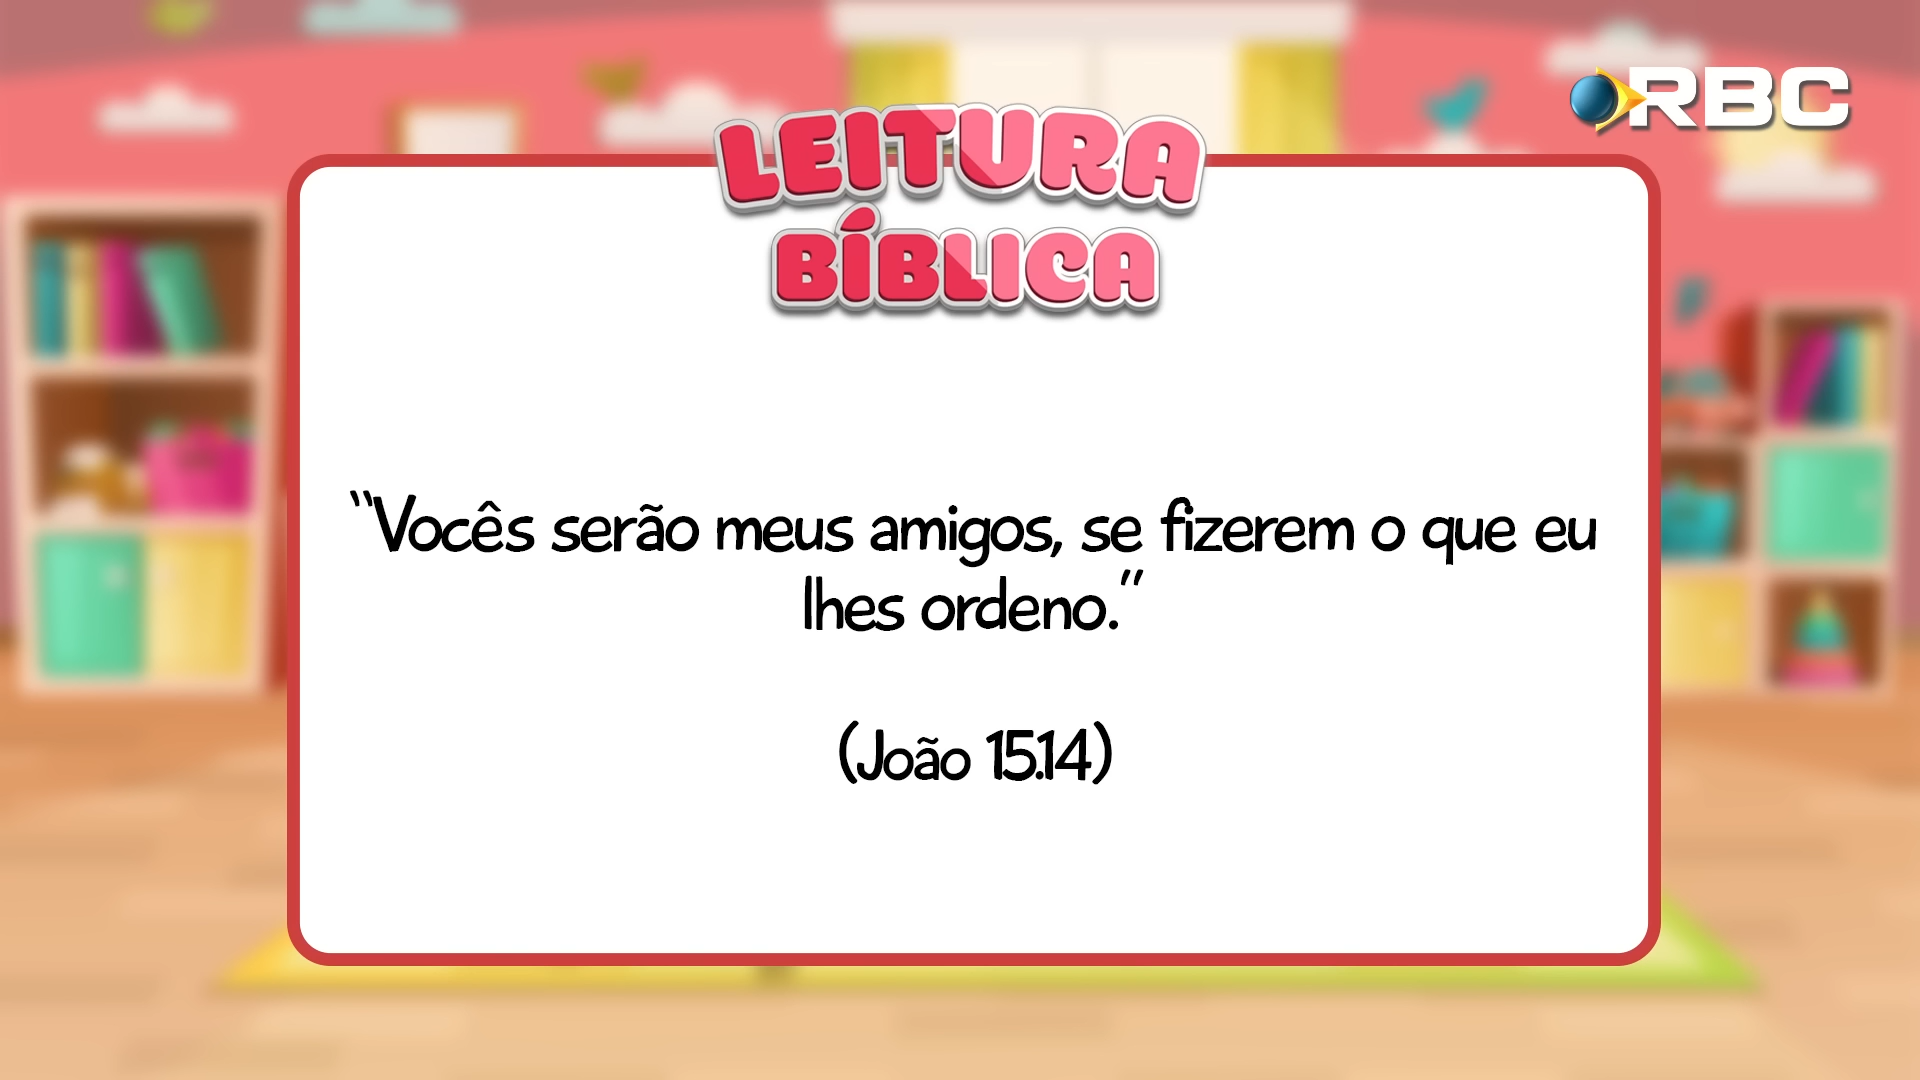 RBC
LEITURA
BÍBLICA
“Vocês serão meus amigos, se fizerem o que eu
lhes ordeno.”
(João 15.14)